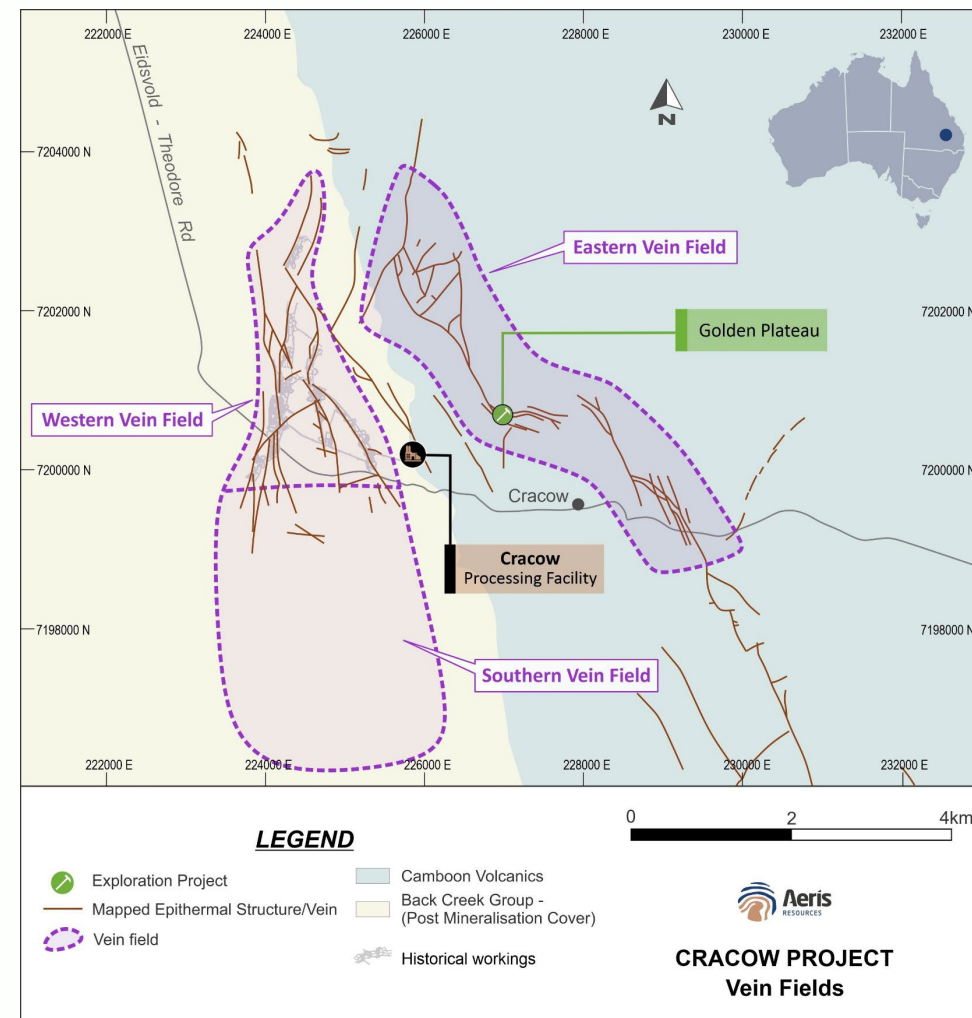 222000 E
224000 E
226000 E
228000 E
230000 E
232000 E
Eidsvold - Theodore Rd
N
7204000 N
7204000 N
Eastern Vein Field
7202000 N
7202000 N
Golden Plateau
Western Vein Field
7200000 N
7200000 N
Cracow
Cracow
Processing Facility
7198000 N
7198000 N
Southern Vein Field
222000 E
224000 E
226000 E
228000 E
230000 E
232000 E
LEGEND
Exploration Project
Mapped Epithermal Structure/Vein
Vein field
Camboon Volcanics
Back Creek Group -
(Post Mineralisation Cover)
Historical workings
0 2 4km
Aeris
RESOURCES
CRACOW PROJECT
Vein Fields